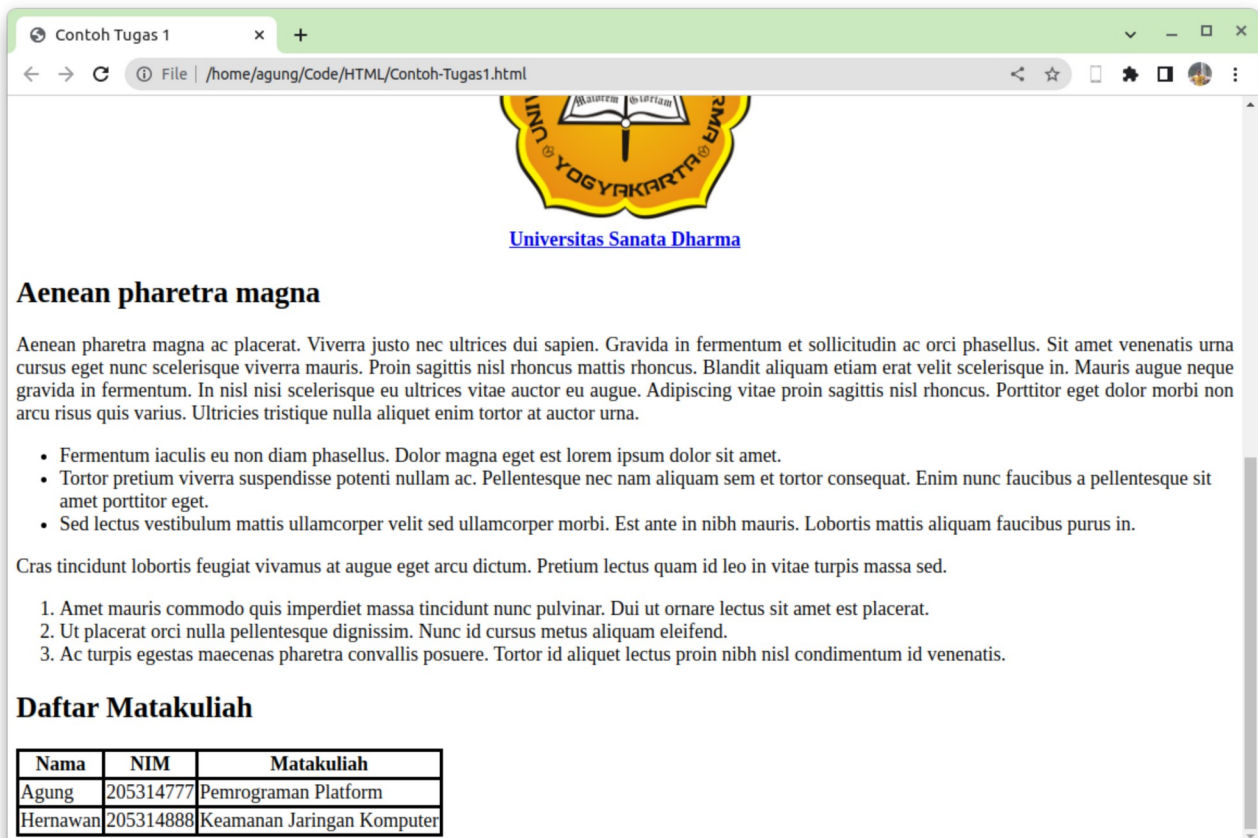 Contoh Tugas 1
File /home/agung/Code/HTML/Contoh-Tugas1.html
Maiorem Gloriam
YOGYAKARTA
Universitas Sanata Dharma
Aenean pharetra magna
Aenean pharetra magna ac placerat. Viverra justo nec ultrices dui sapien. Gravida in fermentum et sollicitudin ac orci phasellus. Sit amet venenatis urna
cursus eget nunc scelerisque viverra mauris. Proin sagittis nisl rhoncus mattis rhoncus. Blandit aliquam etiam erat velit scelerisque in. Mauris augue neque
gravida in fermentum. In nisl nisi scelerisque eu ultrices vitae auctor eu augue. Adipiscing vitae proin sagittis nisl rhoncus. Porttitor eget dolor morbi non
arcu risus quis varius. Ultricies tristique nulla aliquet enim tortor at auctor urna.
• Fermentum iaculis eu non diam phasellus. Dolor magna eget est lorem ipsum dolor sit amet.
• Tortor pretium viverra suspendisse potenti nullam ac. Pellentesque nec nam aliquam sem et tortor consequat. Enim nunc faucibus a pellentesque sit
amet porttitor eget.
• Sed lectus vestibulum mattis ullamcorper velit sed ullamcorper morbi. Est ante in nibh mauris. Lobortis mattis aliquam faucibus purus in.
Cras tincidunt lobortis feugiat vivamus at augue eget arcu dictum. Pretium lectus quam id leo in vitae turpis massa sed.
1. Amet mauris commodo quis imperdiet massa tincidunt nunc pulvinar. Dui ut ornare lectus sit amet est placerat.
2. Ut placerat orci nulla pellentesque dignissim. Nunc id cursus metus aliquam eleifend.
3. Ac turpis egestas maecenas pharetra convallis posuere. Tortor id aliquet lectus proin nibh nisl condimentum id venenatis.
Daftar Matakuliah
Nama NIM Matakuliah
Agung 205314777 Pemrograman Platform
Hernawan 205314888 Keamanan Jaringan Komputer